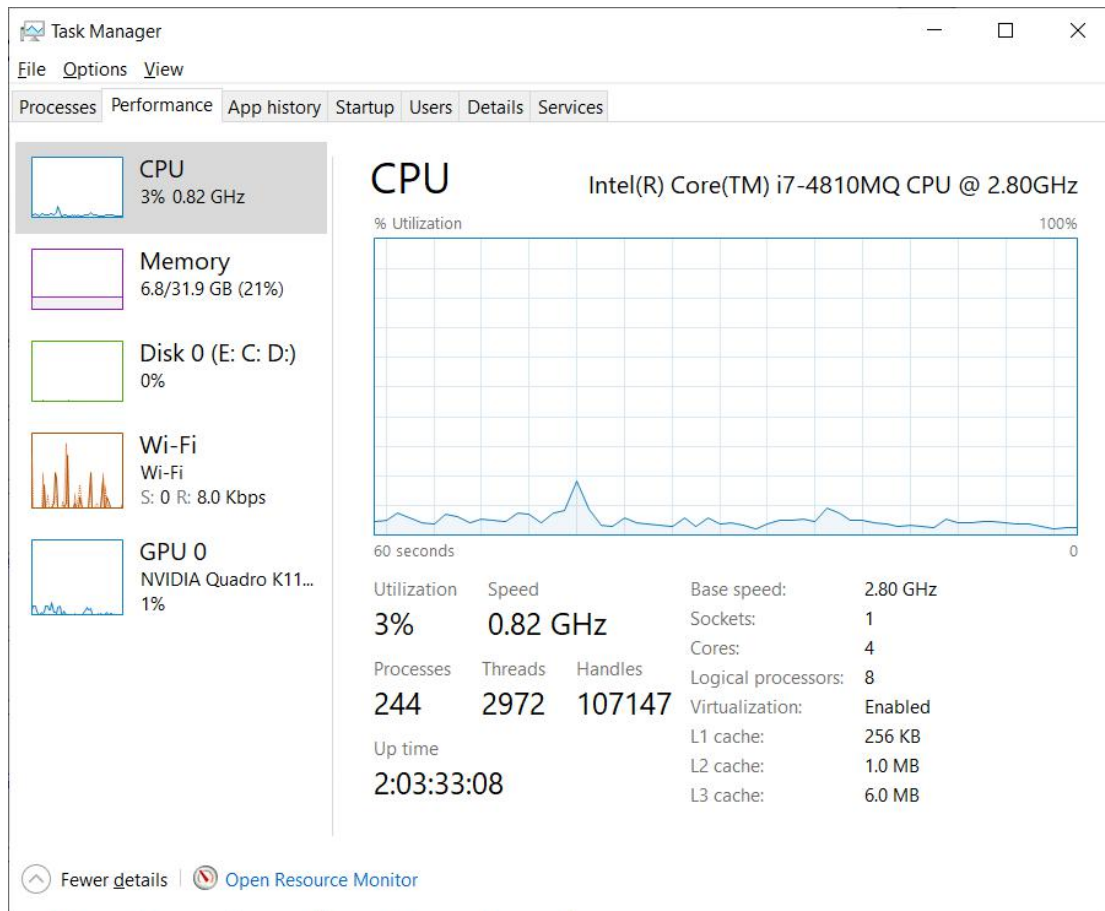 Task Manager
File Options View
Processes Performance App history Startup Users Details Services
CPU
3% 0.82 GHz
Memory
6.8/31.9 GB (21%)
Disk 0 (E: C: D:)
0%
Wi-Fi
Wi-Fi
S: 0 R: 8.0 Kbps
GPU 0
NVIDIA Quadro K11...
1%
CPU Intel(R) Core(TM) i7-4810MQ CPU @ 2.80GHz
% Utilization 100%
60 seconds 0
Utilization Speed
3% 0.82 GHz
Processes Threads Handles
244 2972 107147
Up time
2:03:33:08
Base speed: 2.80 GHz
Sockets: 1
Cores: 4
Logical processors: 8
Virtualization: Enabled
L1 cache: 256 KB
L2 cache: 1.0 MB
L3 cache: 6.0 MB
Fewer details Open Resource Monitor